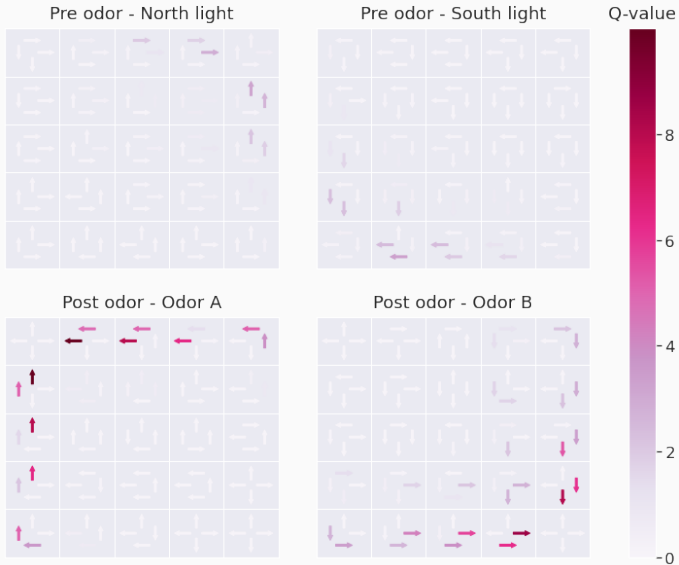 Pre odor - North light
Pre odor - South light
Q-value
8
6
4
2
0
Post odor - Odor A
Post odor - Odor B